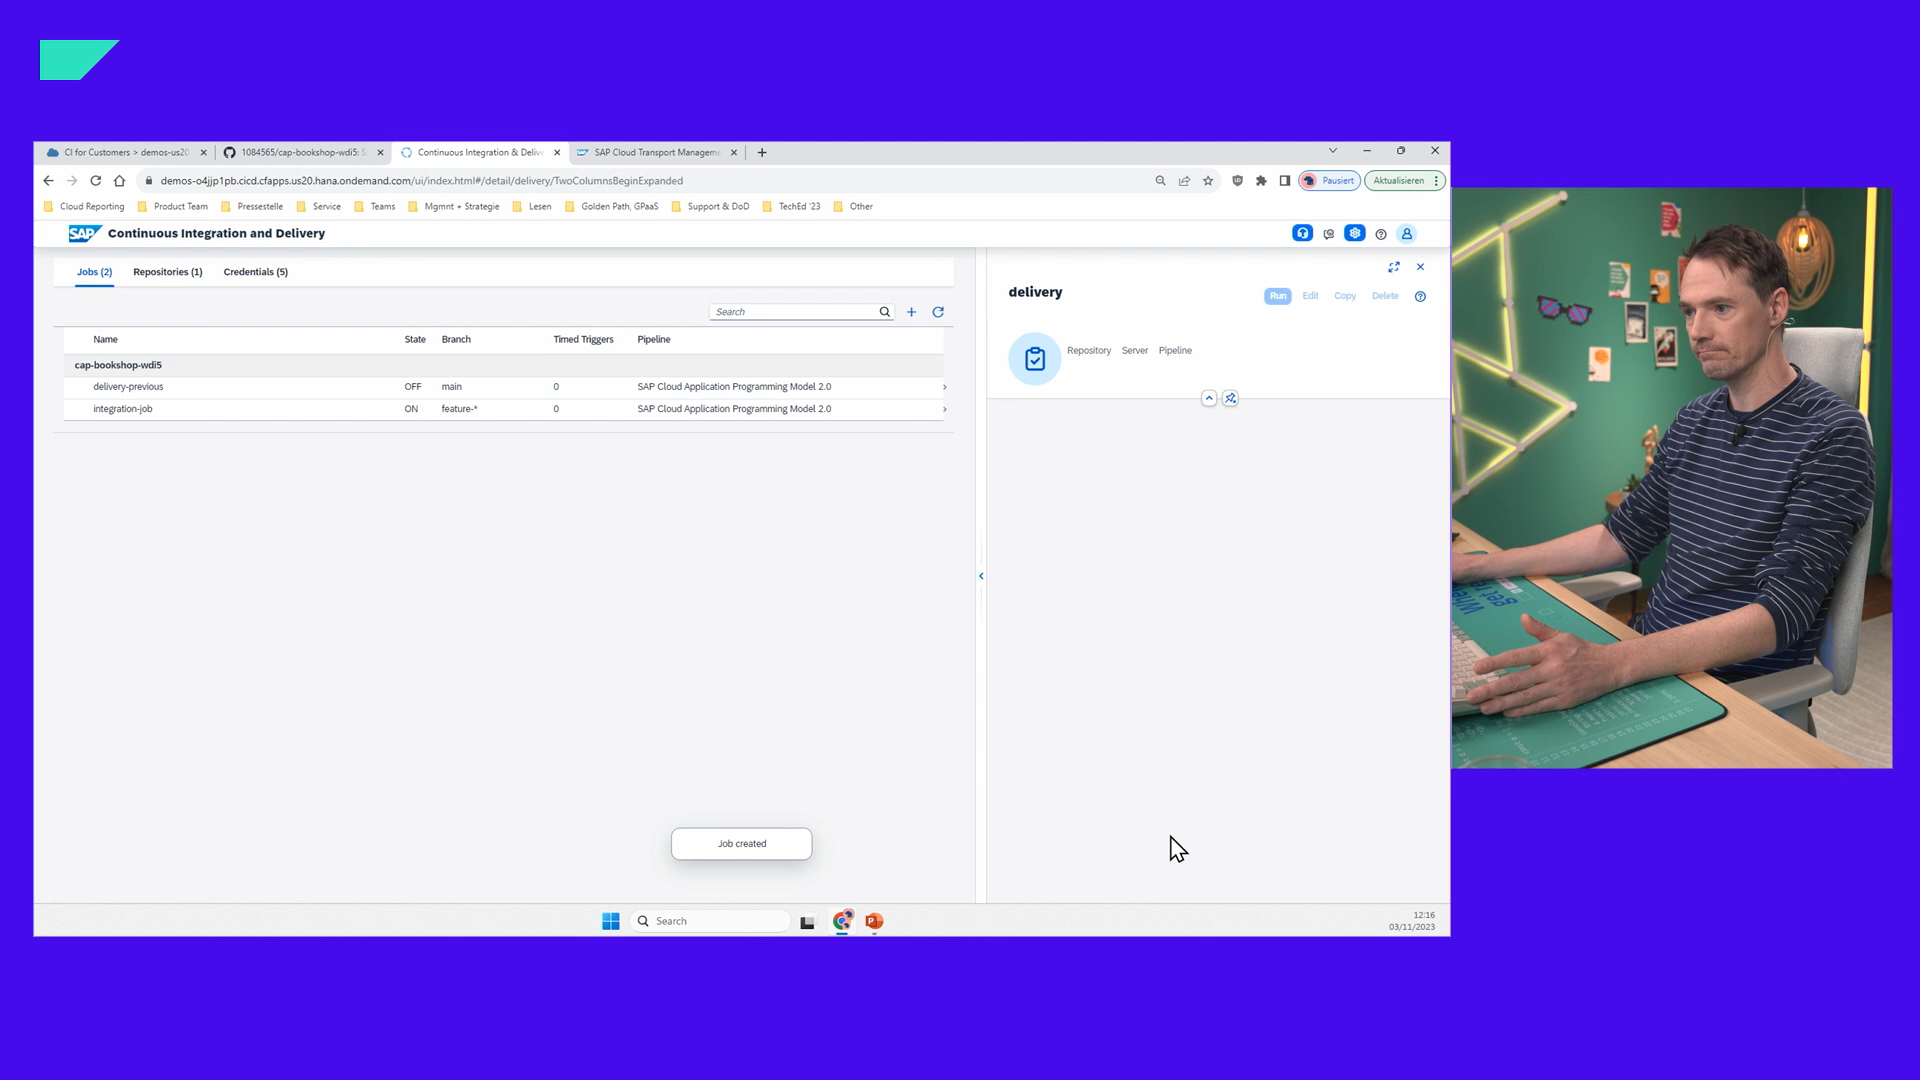 CI for Customers > demos-us20
1084565/cap-bookshop-wdi5: S
Continuous Integration & Delive
SAP Cloud Transport Manageme
demos-o4jjp1pb.cicd.cfapps.us20.hana.ondemand.com/ui/index.html#/detail/delivery/TwoColumnsBeginExpanded
Pausiert
Aktualisieren
Cloud Reporting
Product Team
Pressestelle
Service
Teams
Mgmnt + Strategie
Lesen
Golden Path, GPaaS
Support & DoD
TechEd '23
Other
SAP Continuous Integration and Delivery
Jobs (2) Repositories (1) Credentials (5)
Search
Name State Branch Timed Triggers Pipeline
cap-bookshop-wdi5
delivery-previous OFF main 0 SAP Cloud Application Programming Model 2.0
integration-job ON feature-* 0 SAP Cloud Application Programming Model 2.0
delivery
Run Edit Copy Delete
Repository Server Pipeline
Job created
Search
12:16
03/11/2023